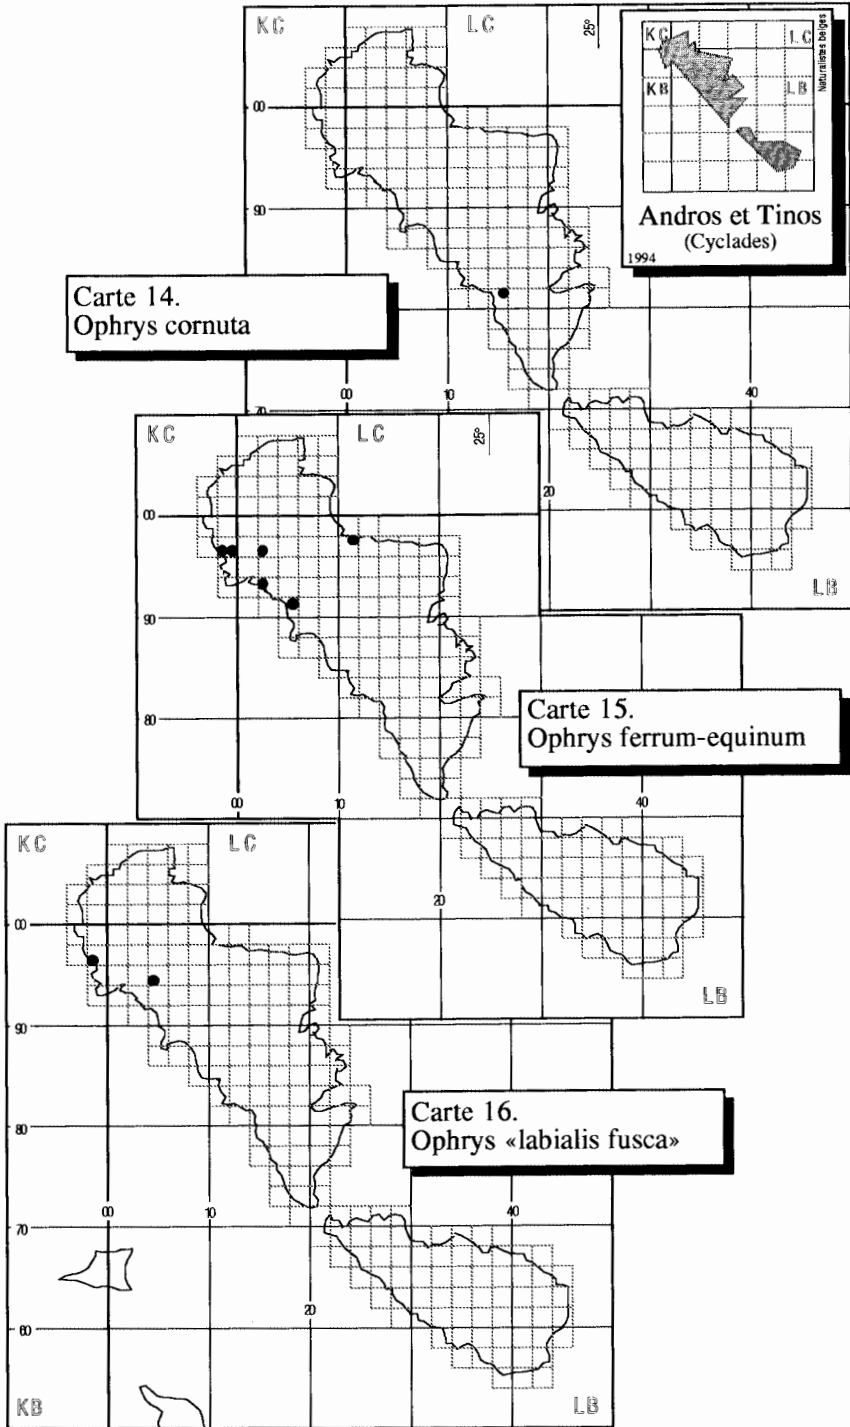 KC
LC
25°
KC
LC
KB
LB
Naturalistes belges
00
90
Andros et Tinos
(Cyclades)
1994
Carte 14.
Ophrys cornuta
00
10
40
70
KC
LC
25°
20
00
90
LB
Carte 15.
Ophrys ferrum-equinum
80
00
10
40
KC
LC
20
00
LB
90
Carte 16.
Ophrys «labialis fusca»
80
00
10
40
70
20
60
KB
LB